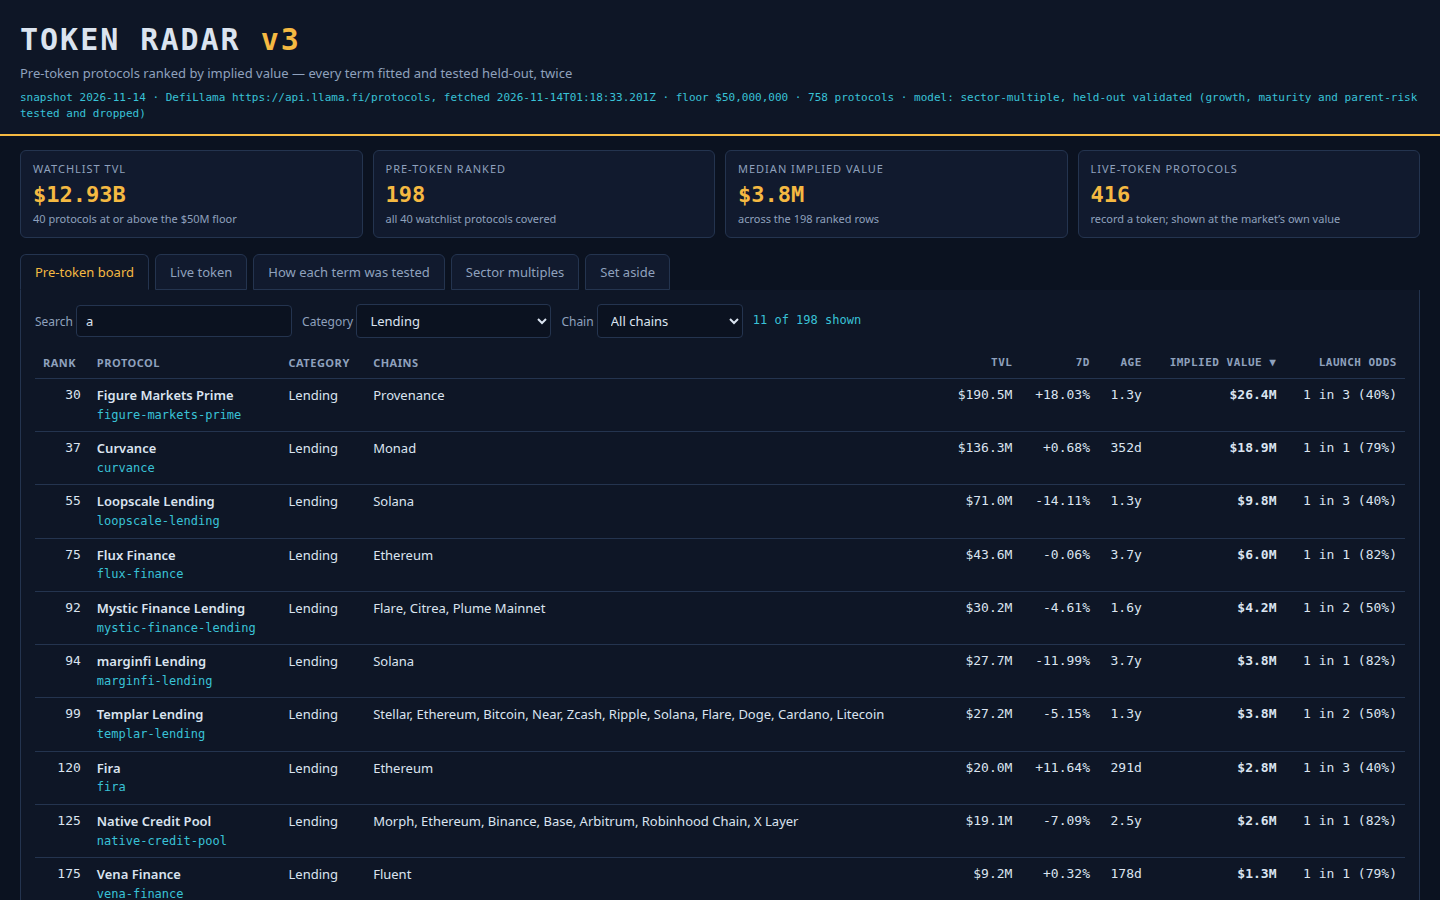 TOKEN RADAR v3
Pre-token protocols ranked by implied value — every term fitted and tested held-out, twice
snapshot 2026-11-14 · DefiLlama https://api.llama.fi/protocols, fetched 2026-11-14T01:18:33.201Z · floor $50,000,000 · 758 protocols · model: sector-multiple, held-out validated (growth, maturity and parent-risk
tested and dropped)
WATCHLIST TVL
$12.93B
40 protocols at or above the $50M floor
PRE-TOKEN RANKED
198
all 40 watchlist protocols covered
MEDIAN IMPLIED VALUE
$3.8M
across the 198 ranked rows
LIVE-TOKEN PROTOCOLS
416
record a token; shown at the market's own value
Pre-token board Live token How each term was tested Sector multiples Set aside
Search a Category Lending Chain All chains 11 of 198 shown
RANK PROTOCOL CATEGORY CHAINS TVL 7D AGE IMPLIED VALUE ▼ LAUNCH ODDS
30 Figure Markets Prime Lending Provenance $190.5M +18.03% 1.3y $26.4M 1 in 3 (40%)
figure-markets-prime
37 Curvance Lending Monad $136.3M +0.68% 352d $18.9M 1 in 1 (79%)
curvance
55 Loopscale Lending Lending Solana $71.0M -14.11% 1.3y $9.8M 1 in 3 (40%)
loopscale-lending
75 Flux Finance Lending Ethereum $43.6M -0.06% 3.7y $6.0M 1 in 1 (82%)
flux-finance
92 Mystic Finance Lending Lending Flare, Citrea, Plume Mainnet $30.2M -4.61% 1.6y $4.2M 1 in 2 (50%)
mystic-finance-lending
94 marginfi Lending Lending Solana $27.7M -11.99% 3.7y $3.8M 1 in 1 (82%)
marginfi-lending
99 Templar Lending Lending Stellar, Ethereum, Bitcoin, Near, Zcash, Ripple, Solana, Flare, Doge, Cardano, Litecoin $27.2M -5.15% 1.3y $3.8M 1 in 2 (50%)
templar-lending
120 Fira Lending Ethereum $20.0M +11.64% 291d $2.8M 1 in 3 (40%)
fira
125 Native Credit Pool Lending Morph, Ethereum, Binance, Base, Arbitrum, Robinhood Chain, X Layer $19.1M -7.09% 2.5y $2.6M 1 in 1 (82%)
native-credit-pool
175 Vena Finance Lending Fluent $9.2M +0.32% 178d $1.3M 1 in 1 (79%)
vena-finance